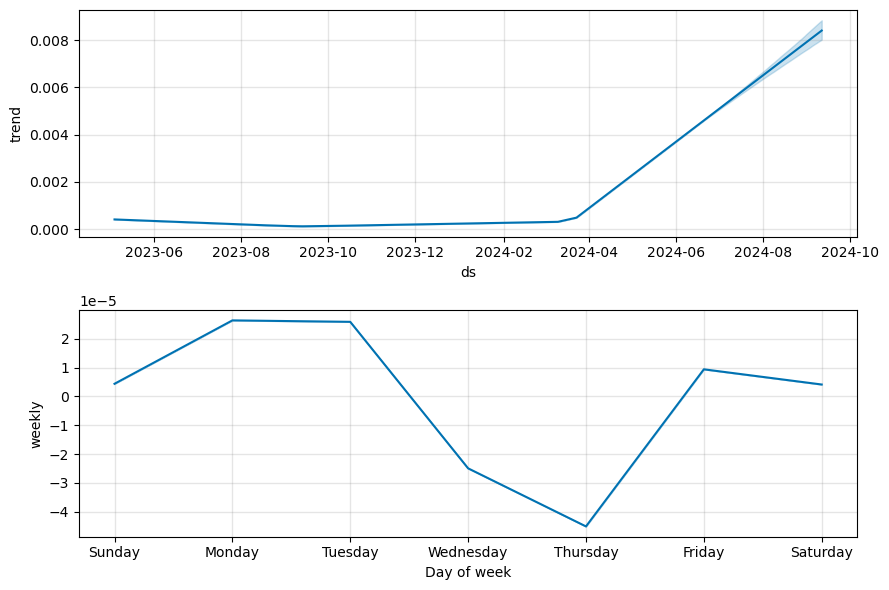 trend
0.008
0.006
0.004
0.002
0.000
2023-06 2023-08 2023-10 2023-12 2024-02 2024-04 2024-06 2024-08 2024-10
ds
1e−5
weekly
2
1
0
−1
−2
−3
−4
Sunday Monday Tuesday Wednesday Thursday Friday Saturday
Day of week